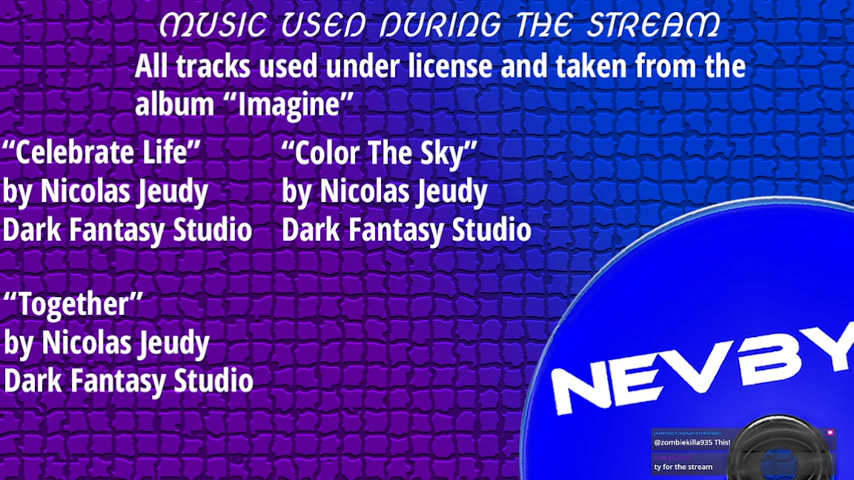 MUSIC USED DURING THE STREAM
All tracks used under license and taken from the
album “Imagine”
“Celebrate Life”
by Nicolas Jeudy
Dark Fantasy Studio
“Color The Sky”
by Nicolas Jeudy
Dark Fantasy Studio
“Together”
by Nicolas Jeudy
Dark Fantasy Studio
NEVBY
@zombiekilla935 This!
ty for the stream